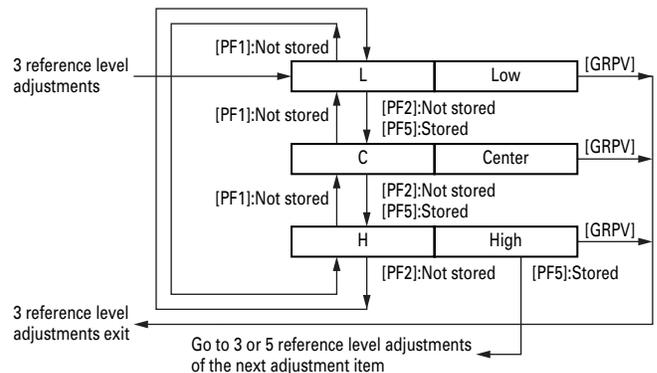 [PF1]:Not stored
3 reference level
adjustments
L
Low
[GRPV]
[PF1]:Not stored
[PF2]:Not stored
[PF5]:Stored
C
Center
[GRPV]
[PF1]:Not stored
[PF2]:Not stored
[PF5]:Stored
H
High
[GRPV]
[PF2]:Not stored
[PF5]:Stored
3 reference level
adjustments exit
Go to 3 or 5 reference level adjustments
of the next adjustment item